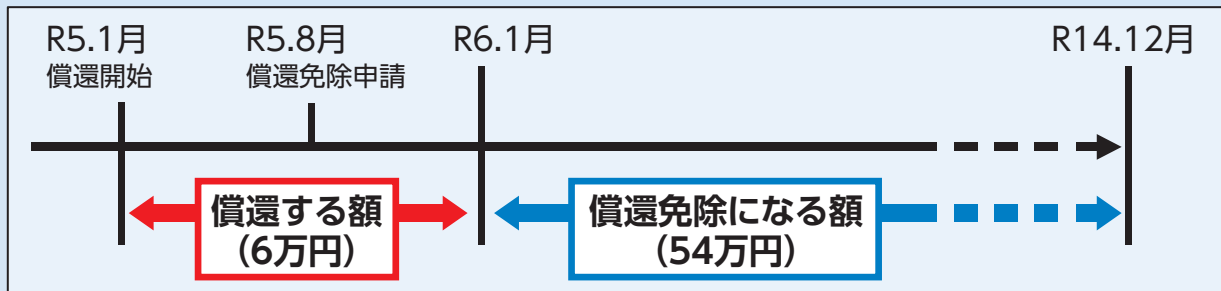 R5.1月
償還開始
R5.8月
償還免除申請
R6.1月
R14.12月
償還する額
(6万円)
償還免除になる額
(54万円)